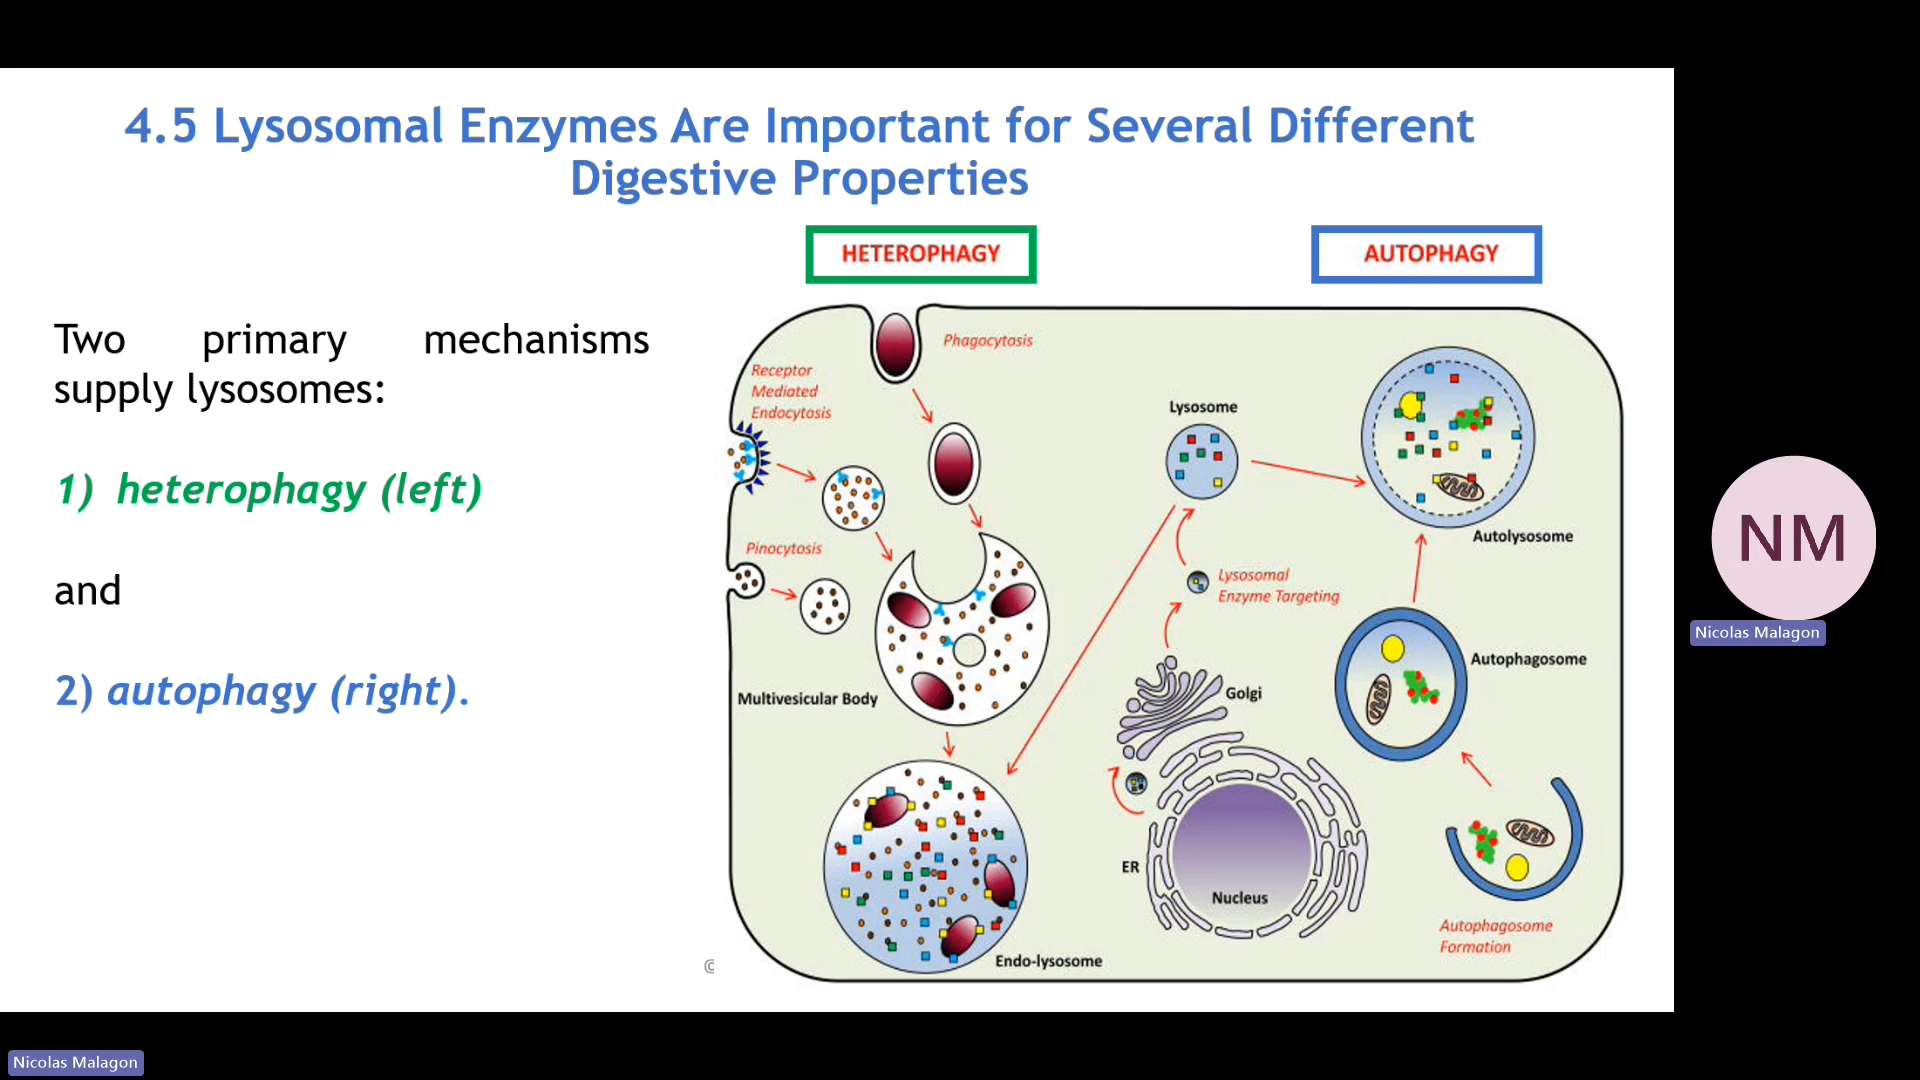 4.5 Lysosomal Enzymes Are Important for Several Different
Digestive Properties
Two primary mechanisms
supply lysosomes:
1) heterophagy (left)
and
2) autophagy (right).
HETEROPHAGY
AUTOPHAGY
Phagocytosis
Receptor
Mediated
Endocytosis
Pinocytosis
Multivesicular Body
Endo-lysosome
Lysosome
Lysosomal
Enzyme Targeting
Golgi
ER
Nucleus
Autolysosome
Autophagosome
Autophagosome
Formation
©
NM
Nicolas Malagon
Nicolas Malagon